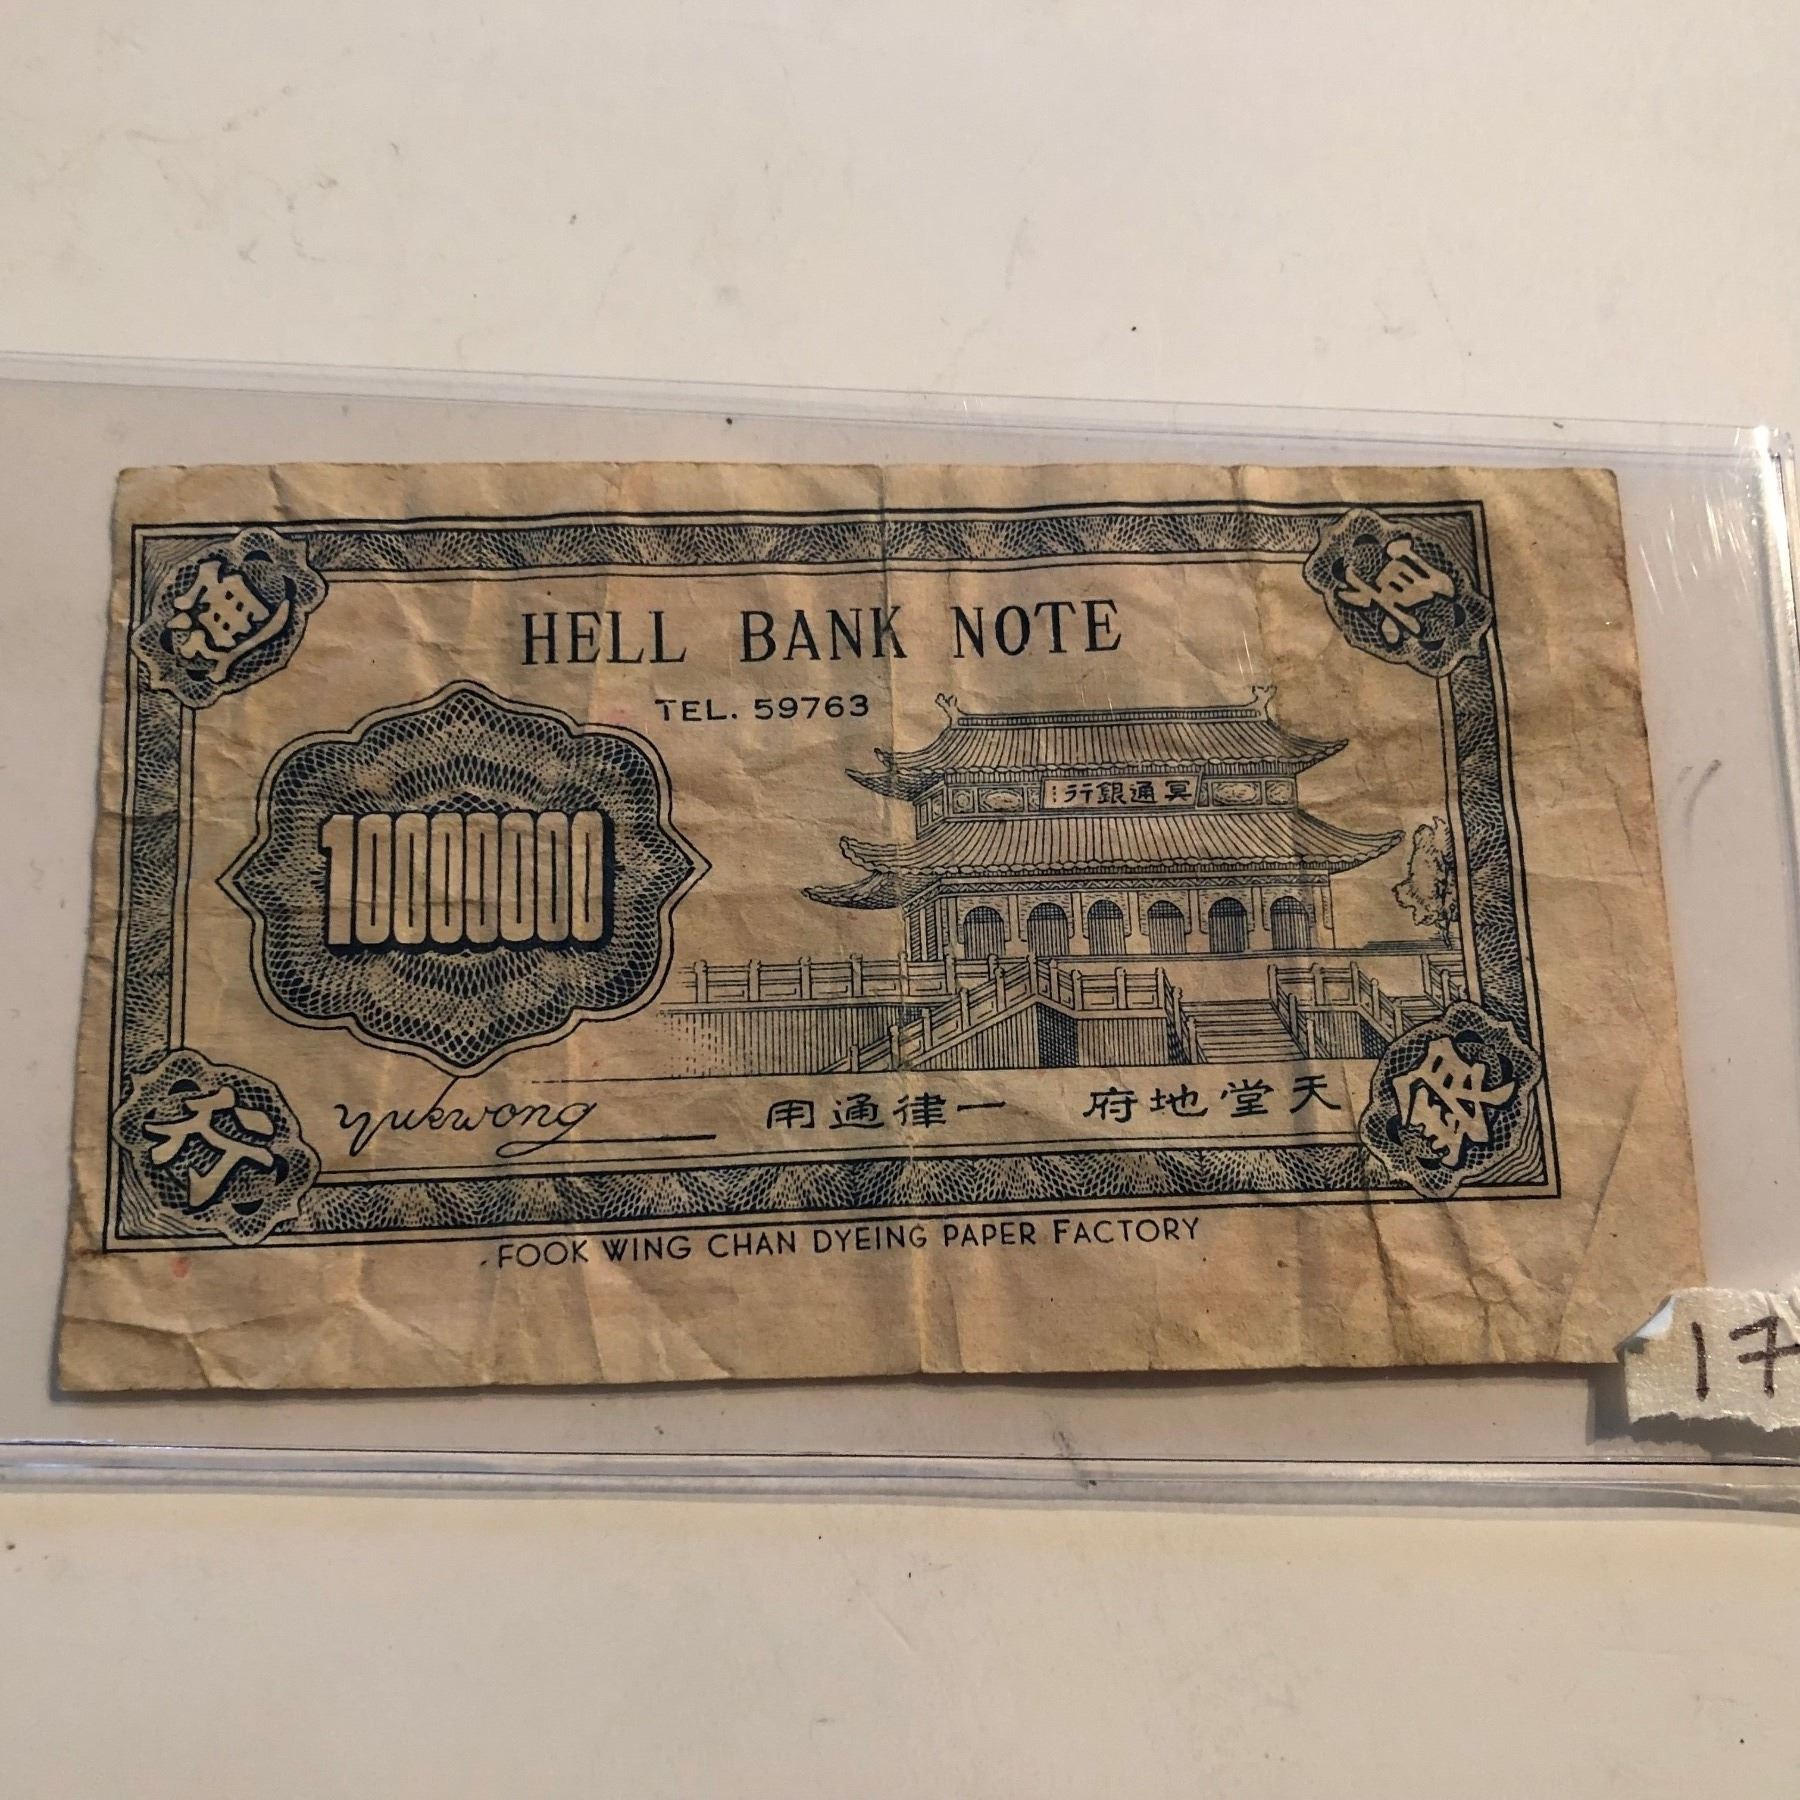 通
冥
HELL BANK NOTE
TEL. 59763
冥通銀行
10000000
yukwong
天堂地府 一律通用
銀
行
FOOK WING CHAN DYEING PAPER FACTORY
17